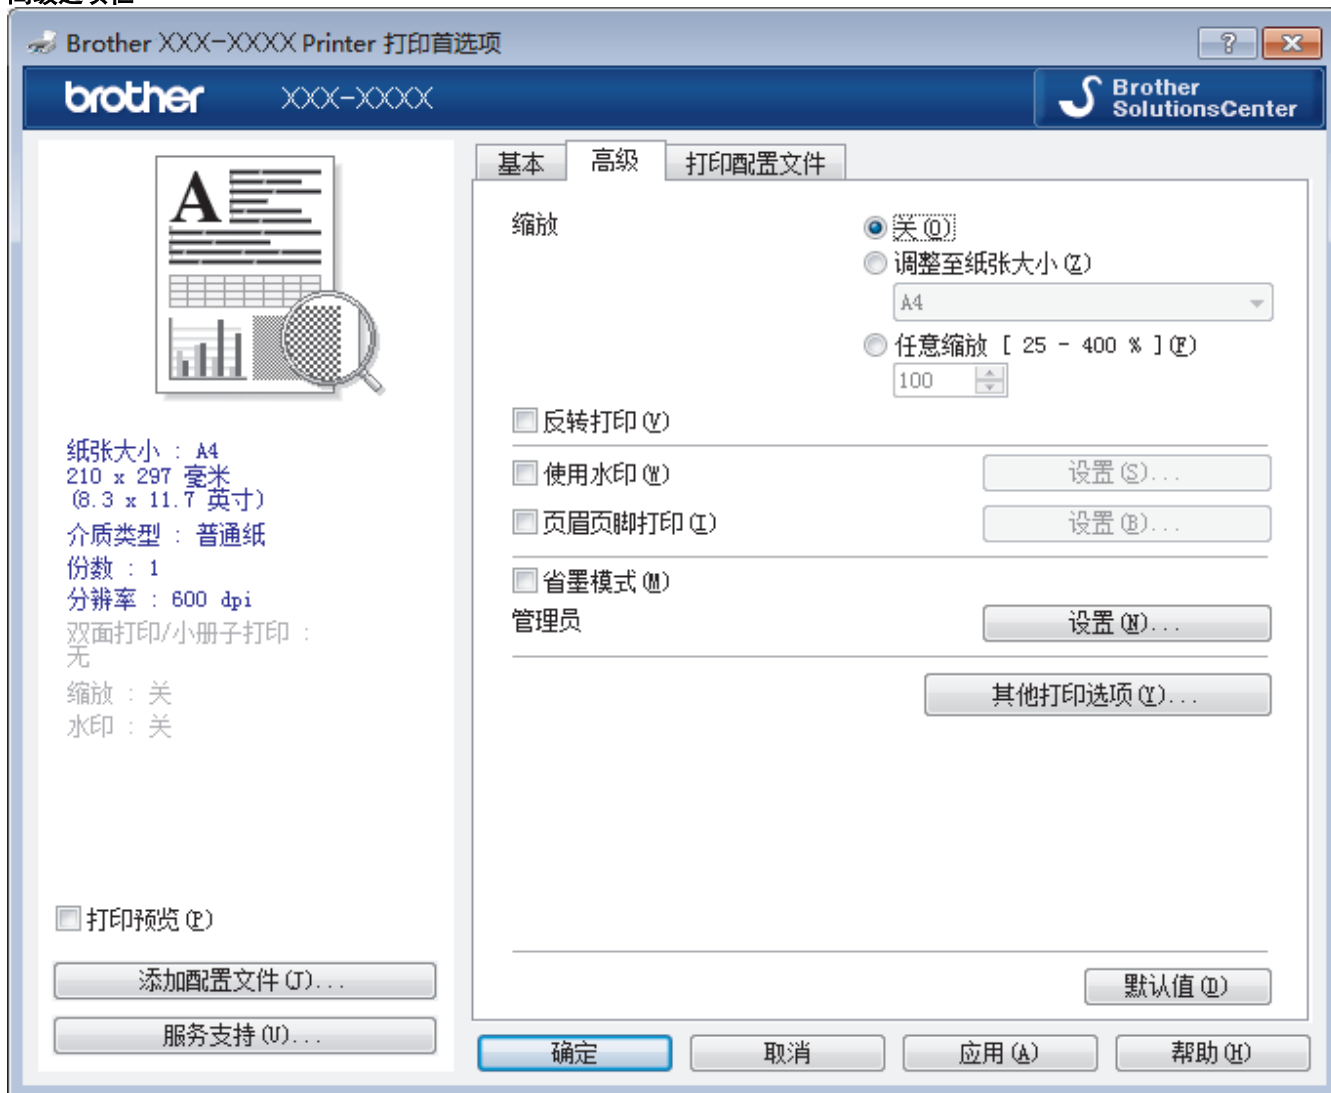 Brother XXX-XXXX Printer 打印首选项
brother XXX-XXXX
Brother
SolutionsCenter
A
纸张大小 : A4
210 x 297 毫米
(8.3 x 11.7 英寸)
介质类型 : 普通纸
份数 : 1
分辨率 : 600 dpi
双面打印/小册子打印 :
无
缩放 : 关
水印 : 关
打印预览(P)
添加配置文件(J)...
服务支持(U)...
基本 高级 打印配置文件
缩放 关(O)
调整至纸张大小(Z)
A4
任意缩放 [ 25 - 400 % ](F)
100
反转打印(V)
使用水印(W) 设置(S)...
页眉页脚打印(I) 设置(B)...
省墨模式(M)
管理员 设置(N)...
其他打印选项(Y)...
默认值(D)
确定 取消 应用(A) 帮助(H)